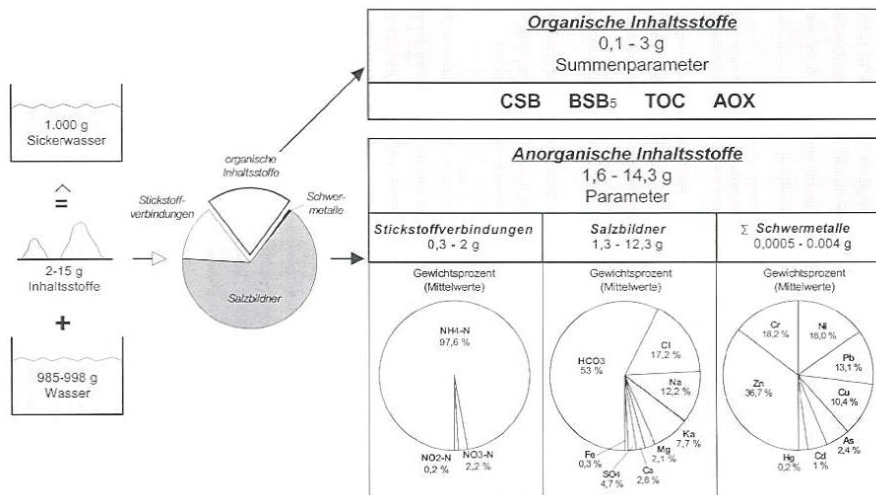 Organische Inhaltsstoffe
0,1 - 3 g
Summenparameter
CSB BSB5 TOC AOX
1.000 g
Sickerwasser
≙
2-15 g
Inhaltsstoffe
+
985-998 g
Wasser
organische
Inhaltsstoffe
Stickstoff-
verbindungen
Schwer-
metalle
Salzbildner
Anorganische Inhaltsstoffe
1,6 - 14,3 g
Parameter
Stickstoffverbindungen
0,3 - 2 g
Gewichtsprozent
(Mittelwerte)
NH4-N
97,6 %
NO2-N
0,2 %
NO3-N
2,2 %
Salzbildner
1,3 - 12,3 g
Gewichtsprozent
(Mittelwerte)
HCO3
53 %
Cl
17,2 %
Na
12,2 %
Ka
7,7 %
Mg
2,1 %
Ca
2,8 %
SO4
4,7 %
Fe
0,3 %
Σ Schwermetalle
0,0005 - 0.004 g
Gewichtsprozent
(Mittelwerte)
Cr
18,2 %
Ni
18,0 %
Pb
13,1 %
Cu
10,4 %
As
2,4 %
Cd
1 %
Hg
0,2 %
Zn
36,7 %